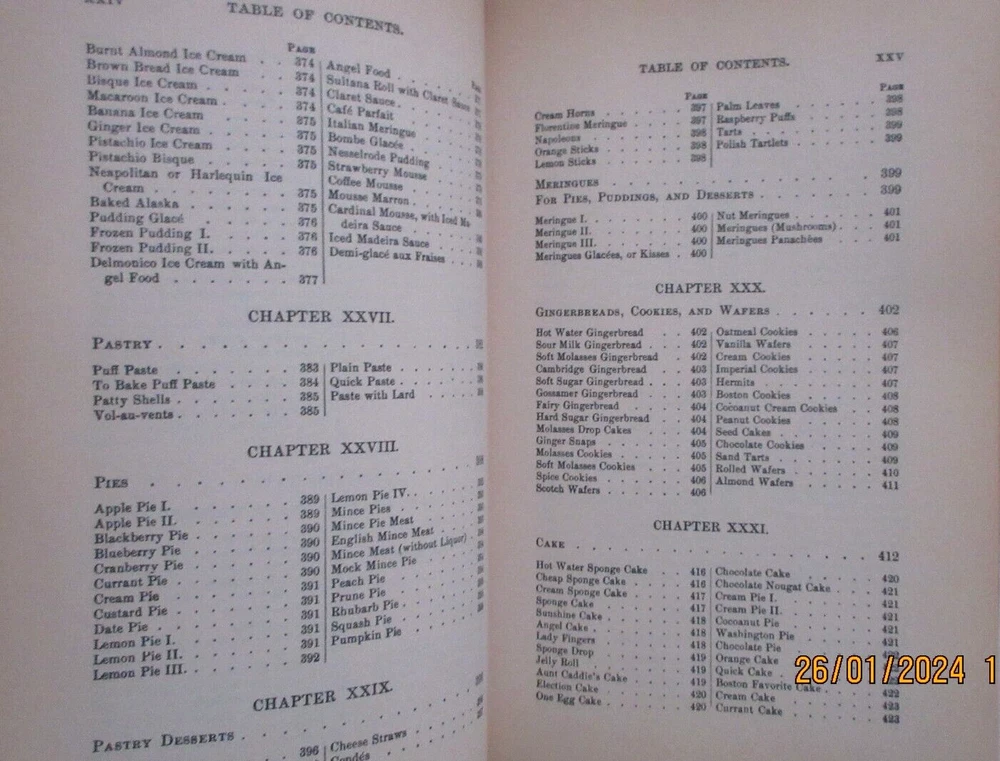 XXIV
TABLE OF CONTENTS.
PAGE
Burnt Almond Ice Cream . . 374
Brown Bread Ice Cream . . 374
Bisque Ice Cream . . . . 374
Macaroon Ice Cream . . . 374
Banana Ice Cream . . . . 375
Ginger Ice Cream . . . . 375
Pistachio Ice Cream . . . 375
Pistachio Bisque . . . . 375
Neapolitan or Harlequin Ice
Cream . . . . . . . 375
Baked Alaska . . . . . 375
Pudding Glacé . . . . . 376
Frozen Pudding I. . . . . 376
Frozen Pudding II. . . . 376
Delmonico Ice Cream with An-
gel Food . . . . . . . 377
Angel Food . . . .
Sultana Roll with Claret Sauce
Claret Sauce . . . .
Café Parfait . . . .
Italian Meringue . . . .
Bombe Glacée . . . .
Nesselrode Pudding . . .
Strawberry Mousse . . .
Coffee Mousse . . . .
Mousse Marron . . . .
Cardinal Mousse, with Iced Ma-
deira Sauce . . . .
Iced Madeira Sauce . . .
Demi-glacé aux Fraises . . .
CHAPTER XXVII.
PASTRY . . . . . . . . . .
Puff Paste . . . . . . 383
To Bake Puff Paste . . . . 384
Patty Shells . . . . . . 385
Vol-au-vents . . . . . . 385
Plain Paste . . . . .
Quick Paste . . . . .
Paste with Lard . . . .
CHAPTER XXVIII.
PIES . . . . . . . . . .
Apple Pie I. . . . . . . 389
Apple Pie II. . . . . . . 389
Blackberry Pie . . . . . 390
Blueberry Pie . . . . . 390
Cranberry Pie . . . . . 390
Currant Pie . . . . . . 390
Cream Pie . . . . . . 391
Custard Pie . . . . . . 391
Date Pie . . . . . . . 391
Lemon Pie I. . . . . . . 391
Lemon Pie II. . . . . . 391
Lemon Pie III. . . . . . 392
Lemon Pie IV. . . . .
Mince Pies . . . . .
Mince Pie Meat . . . .
English Mince Meat . . .
Mince Meat (without Liquor) .
Mock Mince Pie . . . .
Peach Pie . . . . .
Prune Pie . . . . .
Rhubarb Pie . . . . .
Squash Pie . . . . .
Pumpkin Pie . . . . .
CHAPTER XXIX.
PASTRY DESSERTS . . . . . . . .
396
Cheese Straws . . . .
Condés
TABLE OF CONTENTS.
XXV
PAGE
Cream Horns . . . . . 397
Florentine Meringue . . . 397
Napoleons . . . . . . 398
Orange Sticks . . . . . 398
Lemon Sticks . . . . . 398
PAGE
Palm Leaves . . . . . 398
Raspberry Puffs . . . . 398
Tarts . . . . . . . 399
Polish Tartlets . . . . . 399
MERINGUES . . . . . . . . . 399
FOR PIES, PUDDINGS, AND DESSERTS . . . . 399
Meringue I. . . . . . . 400
Meringue II. . . . . . . 400
Meringue III. . . . . . 400
Meringues Glacées, or Kisses . 400
Nut Meringues . . . . . 401
Meringues (Mushrooms) . . . 401
Meringues Panachées . . . 401
CHAPTER XXX.
GINGERBREADS, COOKIES, AND WAFERS . . . . . 402
Hot Water Gingerbread . . 402
Sour Milk Gingerbread . . 402
Soft Molasses Gingerbread . 402
Cambridge Gingerbread . . 403
Soft Sugar Gingerbread . . 403
Gossamer Gingerbread . . . 403
Fairy Gingerbread . . . . 404
Hard Sugar Gingerbread . . 404
Molasses Drop Cakes . . . 404
Ginger Snaps . . . . . 405
Molasses Cookies . . . . 405
Soft Molasses Cookies . . . 405
Spice Cookies . . . . . 406
Scotch Wafers . . . . . 406
Oatmeal Cookies . . . . 406
Vanilla Wafers . . . . . 407
Cream Cookies . . . . . 407
Imperial Cookies . . . . 407
Hermits . . . . . . . 407
Boston Cookies . . . . . 408
Cocoanut Cream Cookies . . 408
Peanut Cookies . . . . . 408
Seed Cakes . . . . . . 409
Chocolate Cookies . . . . 409
Sand Tarts . . . . . . 409
Rolled Wafers . . . . . 410
Almond Wafers . . . . . 411
CHAPTER XXXI.
CAKE . . . . . . . . . . 412
Hot Water Sponge Cake . . 416
Cheap Sponge Cake . . . 416
Cream Sponge Cake . . . 417
Sponge Cake . . . . . 417
Sunshine Cake . . . . . 418
Angel Cake . . . . . . 418
Lady Fingers . . . . . 418
Sponge Drop . . . . . 419
Jelly Roll . . . . . . 419
Aunt Caddie's Cake . . . 419
Election Cake . . . . . 420
One Egg Cake . . . . . 420
Chocolate Cake . . . . . 420
Chocolate Nougat Cake . . . 421
Cream Pie I. . . . . . . 421
Cream Pie II. . . . . . 421
Cocoanut Pie . . . . . 421
Washington Pie . . . . . 421
Chocolate Pie . . . . .
Orange Cake . . . . .
Quick Cake . . . . .
Boston Favorite Cake . . . 422
Cream Cake . . . . . . 423
Currant Cake . . . . . 423
26/01/2024 1